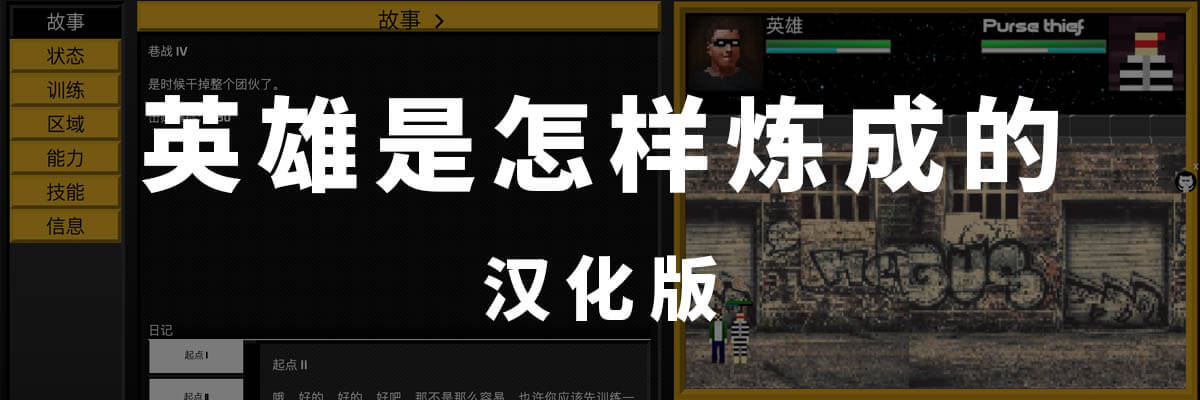 故事
状态
训练
区域
能力
技能
信息
故事 >
巷战 IV
是时候干掉整个团伙了。
英雄
Purse thief
英雄是怎样炼成的
汉化版
日记
起点 I
起点 II
起点 II
哦，好的，好的，好吧，那不是那么容易，也许你应该先训练一